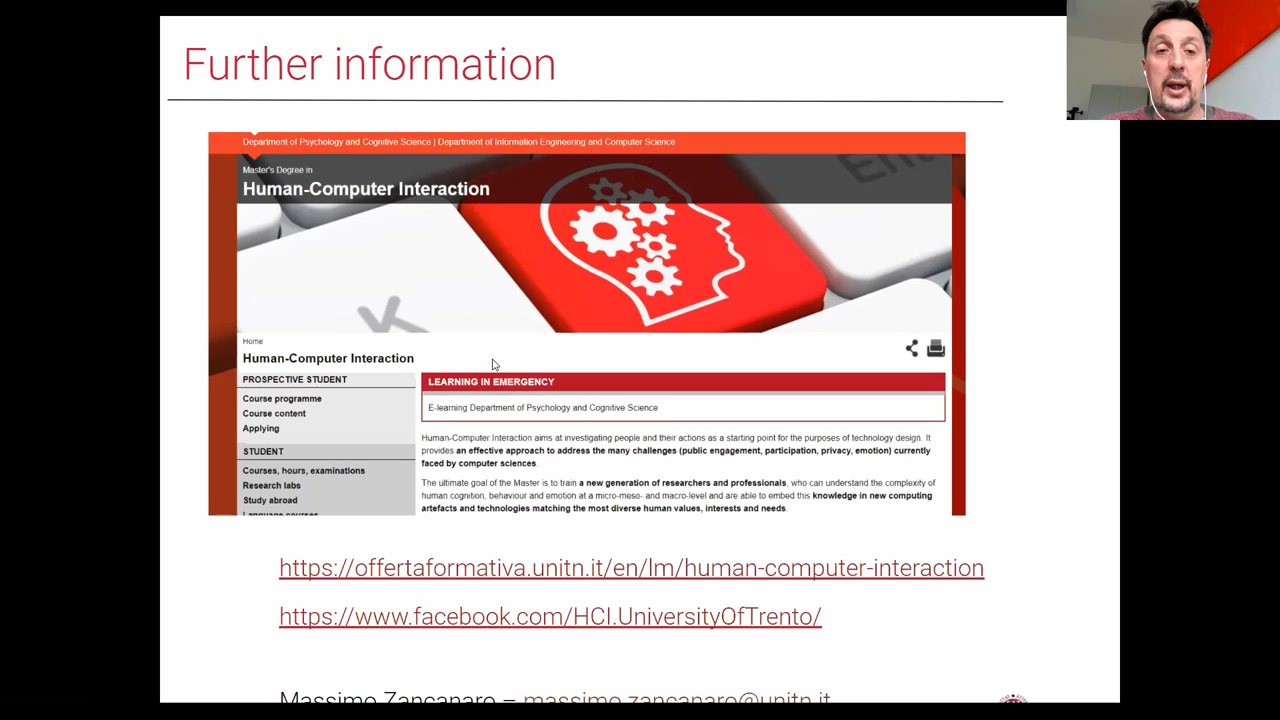 Further information
Department of Psychology and Cognitive Science | Department of Information Engineering and Computer Science
Master's Degree in
Human-Computer Interaction
Home
Human-Computer Interaction
PROSPECTIVE STUDENT
Course programme
Course content
Applying
STUDENT
Courses, hours, examinations
Research labs
Study abroad
Language courses
LEARNING IN EMERGENCY
E-learning Department of Psychology and Cognitive Science
Human-Computer Interaction aims at investigating people and their actions as a starting point for the purposes of technology design. It
provides an effective approach to address the many challenges (public engagement, participation, privacy, emotion) currently
faced by computer sciences.
The ultimate goal of the Master is to train a new generation of researchers and professionals, who can understand the complexity of
human cognition, behaviour and emotion at a micro-meso- and macro-level and are able to embed this knowledge in new computing
artefacts and technologies matching the most diverse human values, interests and needs.
https://offertaformativa.unitn.it/en/lm/human-computer-interaction
https://www.facebook.com/HCI.UniversityOfTrento/
Massimo Zancanaro – massimo.zancanaro@unitn.it